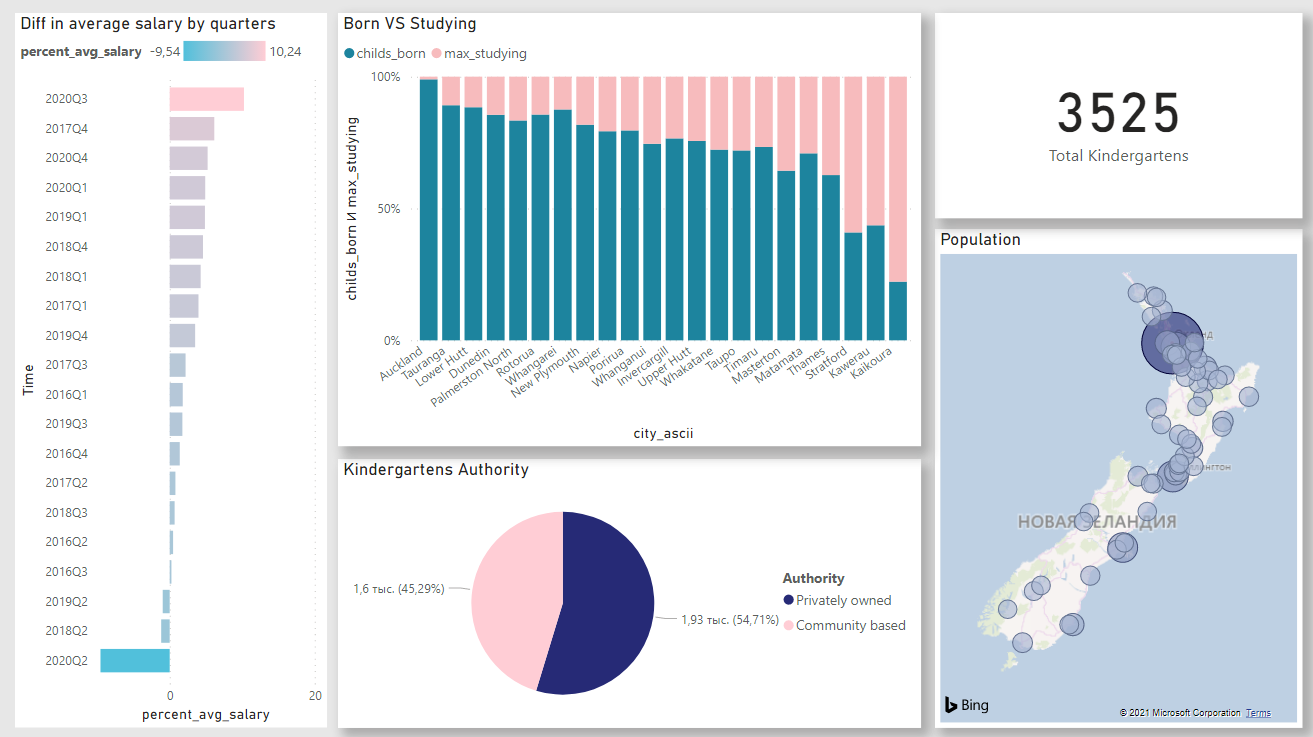 Diff in average salary by quarters
percent_avg_salary -9,54 10,24
Time
2020Q3
2017Q4
2020Q4
2020Q1
2019Q1
2018Q4
2018Q1
2017Q1
2019Q4
2017Q3
2016Q1
2019Q3
2016Q4
2017Q2
2018Q3
2016Q2
2016Q3
2019Q2
2018Q2
2020Q2
0 20
percent_avg_salary
Born VS Studying
childs_born max_studying
childs_born и max_studying
100%
50%
0%
Auckland
Tauranga
Lower Hutt
Dunedin
Palmerston North
Rotorua
Whangarei
New Plymouth
Napier
Porirua
Whanganui
Invercargill
Upper Hutt
Whakatane
Taupo
Timaru
Masterton
Matamata
Thames
Stratford
Kawerau
Kaikoura
city_ascii
Kindergartens Authority
1,6 тыс. (45,29%)
1,93 тыс. (54,71%)
Authority
Privately owned
Community based
3525
Total Kindergartens
Population
НОВАЯ ЗЕЛАНДИЯ
Bing
© 2021 Microsoft Corporation Terms